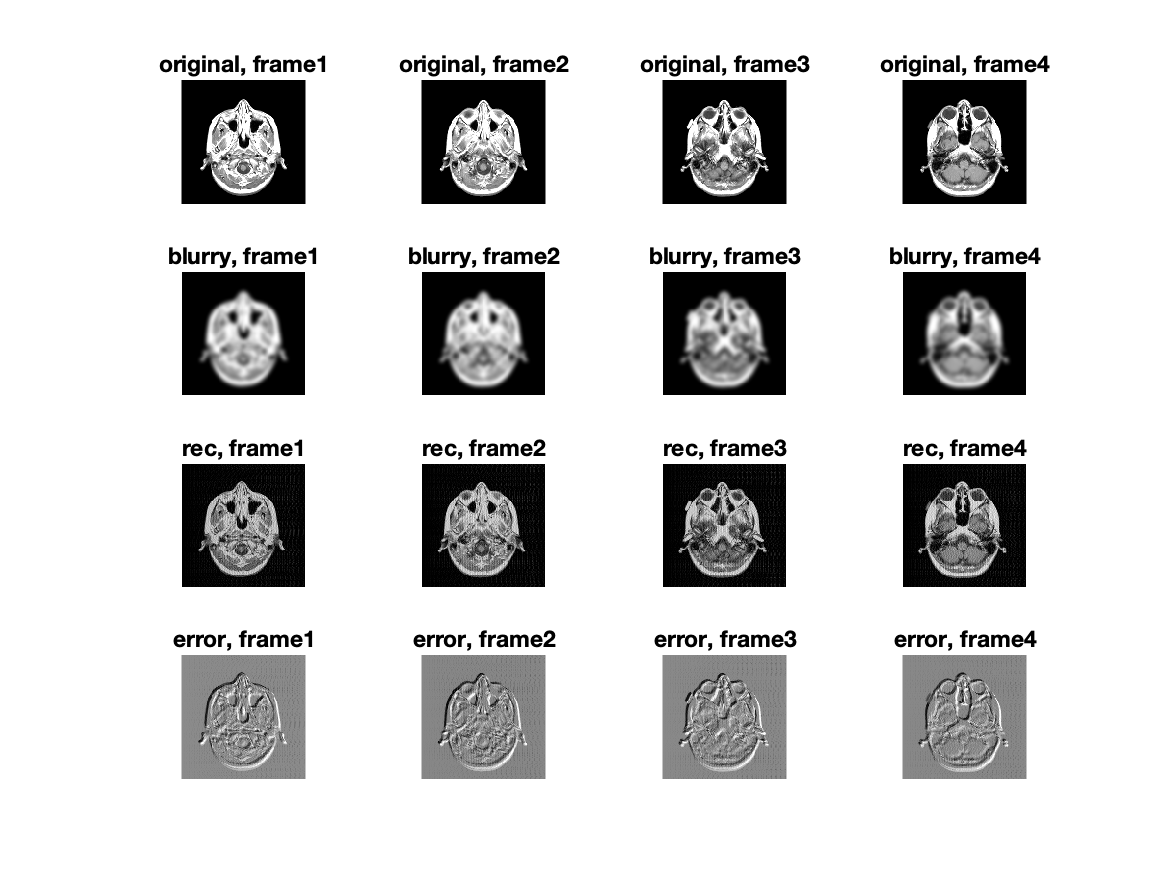 original, frame1 original, frame2 original, frame3 original, frame4
blurry, frame1 blurry, frame2 blurry, frame3 blurry, frame4
rec, frame1 rec, frame2 rec, frame3 rec, frame4
error, frame1 error, frame2 error, frame3 error, frame4